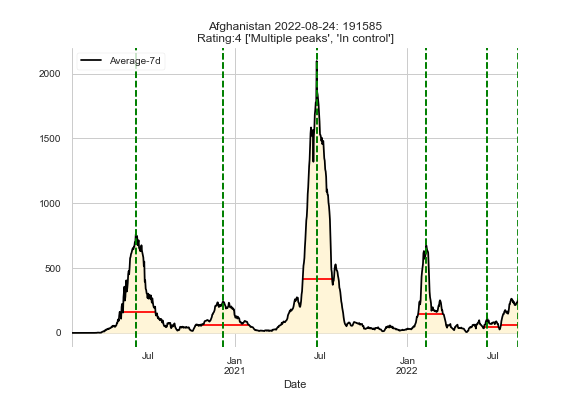 Afghanistan 2022-08-24: 191585
Rating:4 ['Multiple peaks', 'In control']
Average-7d
2000
1500
1000
500
0
Jul
Jan
2021
Jul
Jan
2022
Jul
Date